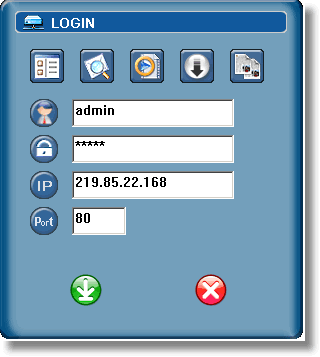 LOGIN
admin
*****
IP 219.85.22.168
Port 80